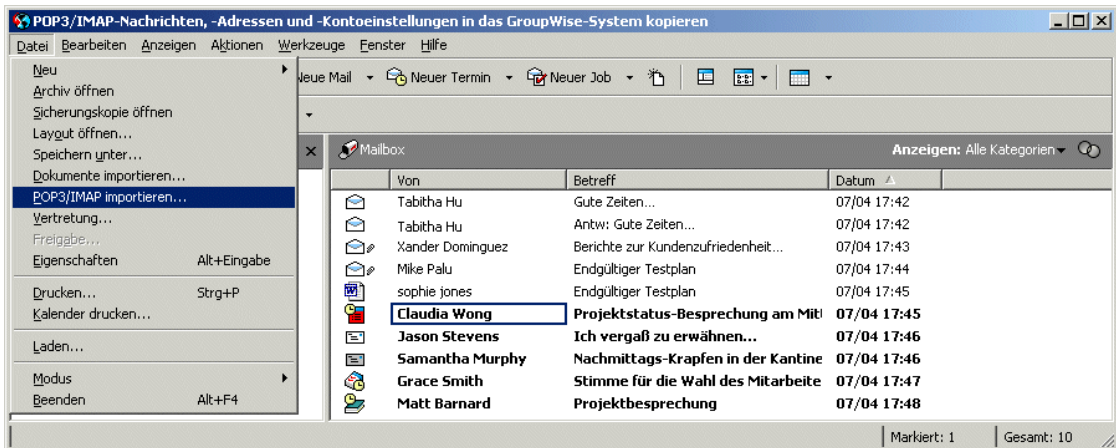 POP3/IMAP-Nachrichten, -Adressen und -Kontoeinstellungen in das GroupWise-System kopieren
Datei Bearbeiten Anzeigen Aktionen Werkzeuge Fenster Hilfe
Neue Mail Neuer Termin Neuer Job
Neu
Archiv öffnen
Sicherungskopie öffnen
Layout öffnen...
Speichern unter...
Dokumente importieren...
POP3/IMAP importieren...
Vertretung...
Freigabe...
Eigenschaften Alt+Eingabe
Drucken... Strg+P
Kalender drucken...
Laden...
Modus
Beenden Alt+F4
Mailbox Anzeigen: Alle Kategorien
Von Betreff Datum
Tabitha Hu Gute Zeiten... 07/04 17:42
Tabitha Hu Antw: Gute Zeiten... 07/04 17:42
Xander Dominguez Berichte zur Kundenzufriedenheit... 07/04 17:43
Mike Palu Endgültiger Testplan 07/04 17:44
sophie jones Endgültiger Testplan 07/04 17:45
Claudia Wong Projektstatus-Besprechung am Mit 07/04 17:45
Jason Stevens Ich vergaß zu erwähnen... 07/04 17:46
Samantha Murphy Nachmittags-Krapfen in der Kantine 07/04 17:46
Grace Smith Stimme für die Wahl des Mitarbeite 07/04 17:47
Matt Barnard Projektbesprechung 07/04 17:48
Markiert: 1 Gesamt: 10